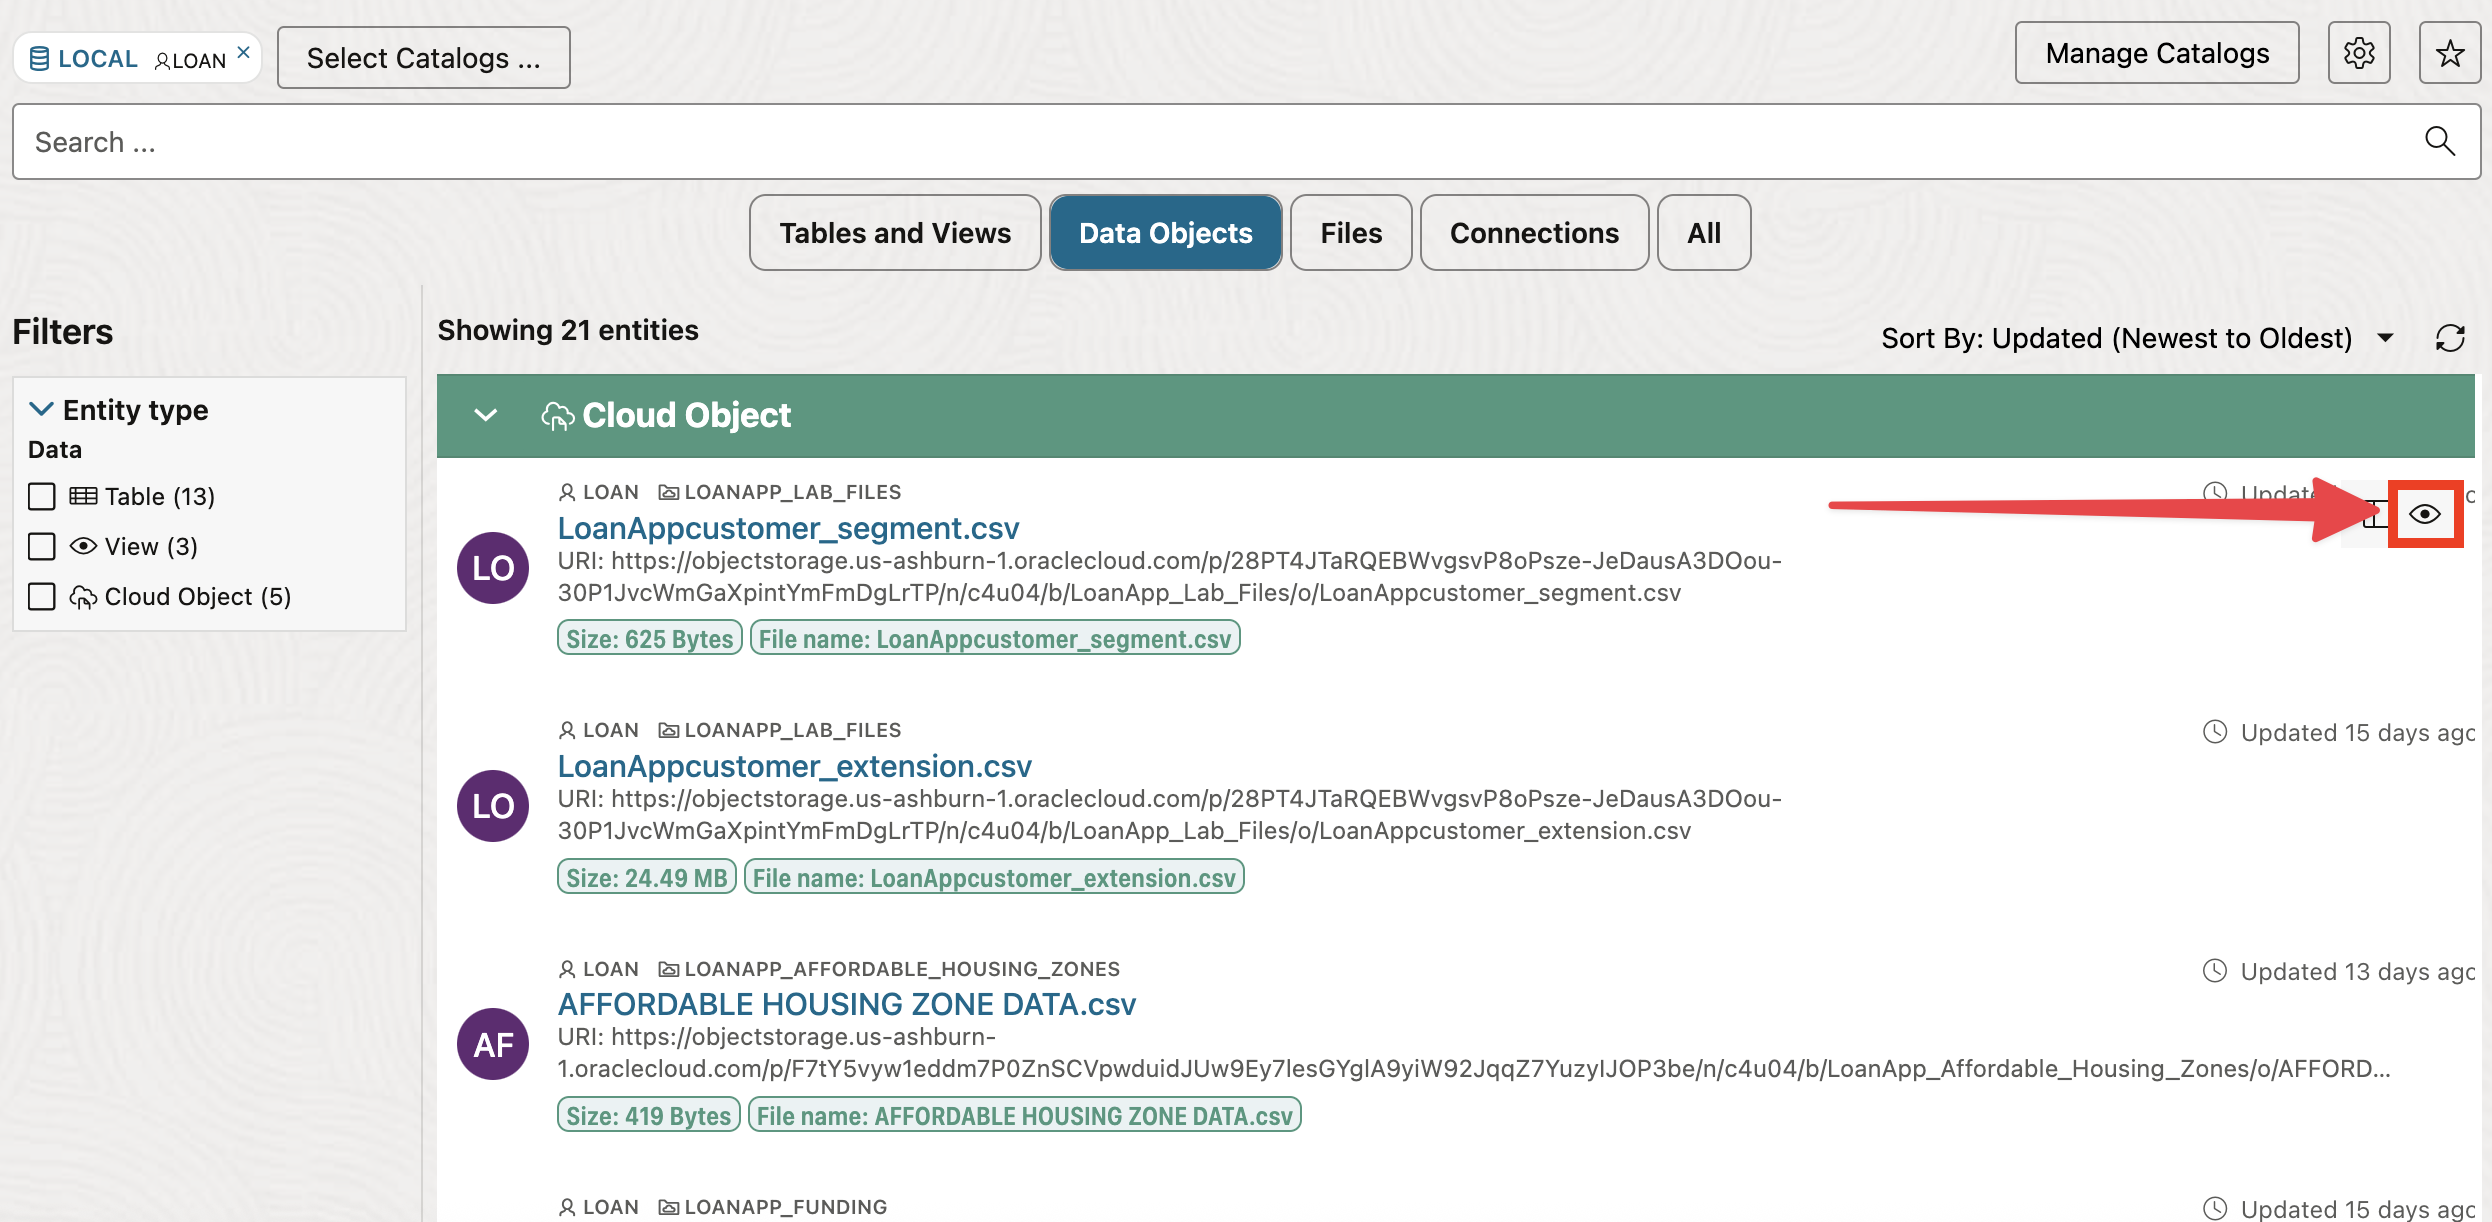 LOCAL LOAN
Select Catalogs ...
Manage Catalogs
Search ...
Tables and Views
Data Objects
Files
Connections
All
Filters
Entity type
Data
Table (13)
View (3)
Cloud Object (5)
Showing 21 entities
Sort By: Updated (Newest to Oldest)
Cloud Object
LOAN LOANAPP_LAB_FILES
LoanAppcustomer_segment.csv
URI: https://objectstorage.us-ashburn-1.oraclecloud.com/p/28PT4JTaRQEBWvgsvP8oPsze-JeDausA3DOou-
30P1JvcWmGaXpintYmFmDgLrTP/n/c4u04/b/LoanApp_Lab_Files/o/LoanAppcustomer_segment.csv
Size: 625 Bytes File name: LoanAppcustomer_segment.csv
LO
LOAN LOANAPP_LAB_FILES
Updated 15 days ago
LoanAppcustomer_extension.csv
URI: https://objectstorage.us-ashburn-1.oraclecloud.com/p/28PT4JTaRQEBWvgsvP8oPsze-JeDausA3DOou-
30P1JvcWmGaXpintYmFmDgLrTP/n/c4u04/b/LoanApp_Lab_Files/o/LoanAppcustomer_extension.csv
Size: 24.49 MB File name: LoanAppcustomer_extension.csv
LO
LOAN LOANAPP_AFFORDABLE_HOUSING_ZONES
Updated 13 days ago
AFFORDABLE HOUSING ZONE DATA.csv
URI: https://objectstorage.us-ashburn-
1.oraclecloud.com/p/F7tY5vyw1eddm7P0ZnSCVpwduidJUw9Ey7lesGYglA9yiW92JqqZ7YuzyIJOP3be/n/c4u04/b/LoanApp_Affordable_Housing_Zones/o/AFFORD...
Size: 419 Bytes File name: AFFORDABLE HOUSING ZONE DATA.csv
AF
LOAN LOANAPP_FUNDING
Updated 15 days ago